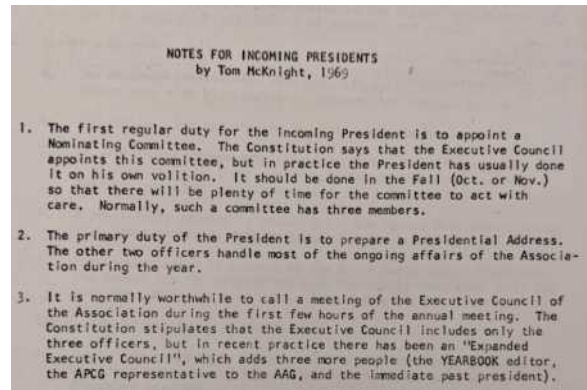 NOTES FOR INCOMING PRESIDENTS
by Tom McKnight, 1969
1. The first regular duty for the incoming President is to appoint a
Nominating Committee. The Constitution says that the Executive Council
appoints this committee, but in practice the President has usually done
it on his own volition. It should be done in the Fall (Oct. or Nov.)
so that there will be plenty of time for the committee to act with
care. Normally, such a committee has three members.
2. The primary duty of the President is to prepare a Presidential Address.
The other two officers handle most of the ongoing affairs of the Associa-
tion during the year.
3. It is normally worthwhile to call a meeting of the Executive Council of
the Association during the first few hours of the annual meeting. The
Constitution stipulates that the Executive Council includes only the
three officers, but in recent practice there has been an "Expanded
Executive Council", which adds three more people (the YEARBOOK editor,
the APCG representative to the AAG, and the immediate past president).